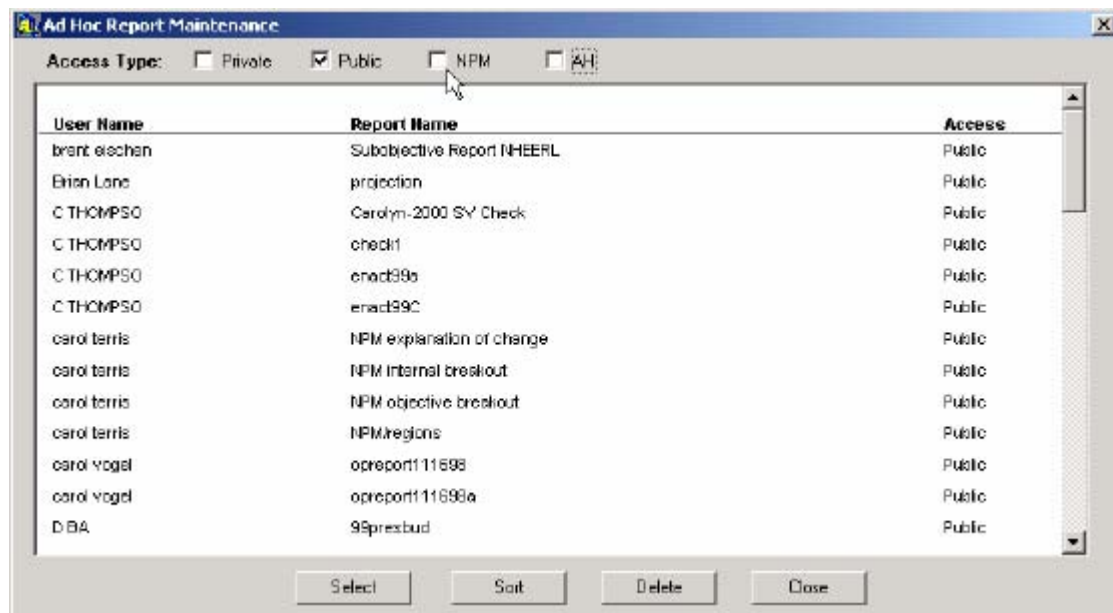 Ad Hoc Report Maintenance
Access Type: Private Public NPM AH
User Name Report Name Access
brent eischen Subobjective Report NHEERL Public
Brian Lane projection Public
C THOMPSO Carolyn-2000 SV Check Public
C THOMPSO check1 Public
C THOMPSO enact99a Public
C THOMPSO enact99C Public
carol terris NPM explanation of change Public
carol terris NPM internal breakout Public
carol terris NPM objective breakout Public
carol terris NPM/regions Public
carol vogel opreport111698 Public
carol vogel opreport111698a Public
DBA 99presbud Public
Select Sort Delete Close